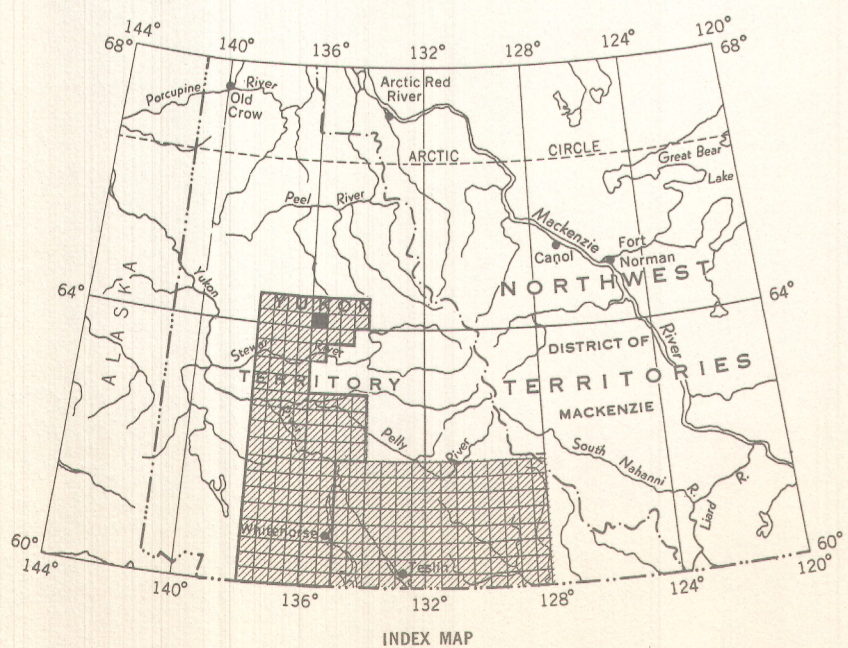 144° 140° 136° 132° 128° 124° 120°
68° 68°
Porcupine River
Old
Crow
Arctic Red
River
ARCTIC CIRCLE
Great Bear
Lake
Peel River
Mackenzie
Canol
Fort
Norman
Yukon
64° 64°
NORTHWEST
YUKON
ALASKA
Stewart River
DISTRICT OF
River
TERRITORY
TERRITORIES
MACKENZIE
Pelly River
South Nahanni R.
Liard R.
Whitehorse
Teslin
60° 60°
144° 140° 136° 132° 128° 124° 120°
INDEX MAP